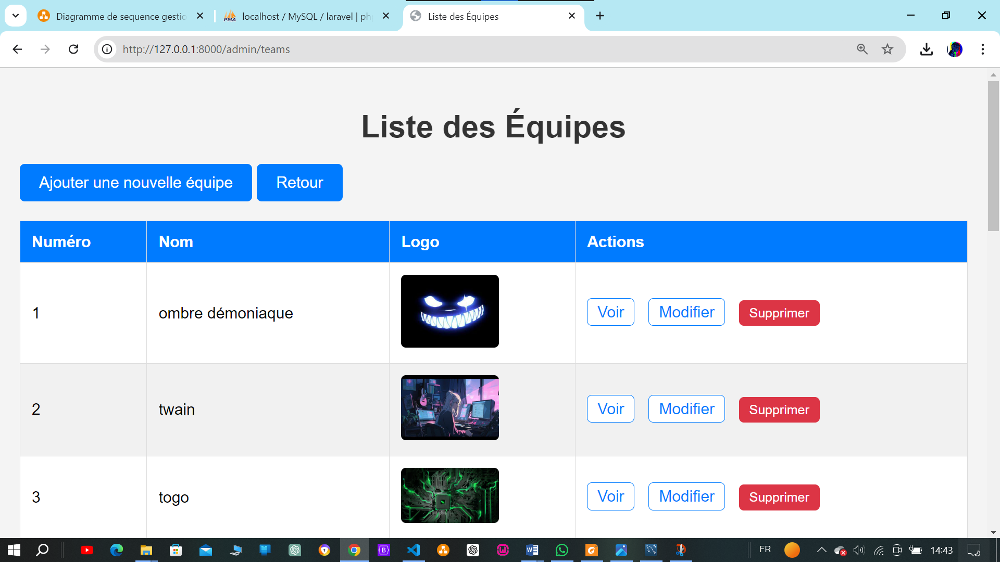 Diagramme de sequence gestio
localhost / MySQL / laravel | ph
Liste des Équipes
http://127.0.0.1:8000/admin/teams
Liste des Équipes
Ajouter une nouvelle équipe Retour
Numéro Nom Logo Actions
1 ombre démoniaque Voir Modifier Supprimer
2 twain Voir Modifier Supprimer
3 togo Voir Modifier Supprimer
FR 14:43